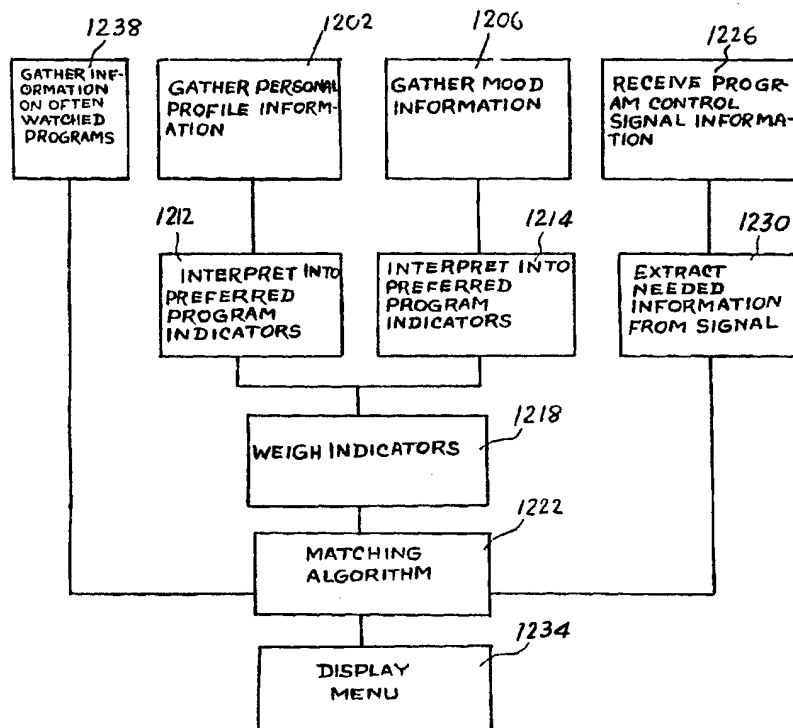 1238
GATHER INF-
ORMATION
ON OFTEN
WATCHED
PROGRAMS
1202
GATHER PERSONAL
PROFILE INFORM-
ATION
1206
GATHER MOOD
INFORMATION
1226
RECEIVE PROGR-
AM CONTROL
SIGNAL INFORMA-
TION
1212
INTERPRET INTO
PREFERRED
PROGRAM
INDICATORS
1214
INTERPRET INTO
PREFERRED
PROGRAM
INDICATORS
1230
EXTRACT
NEEDED
INFORMATION
FROM SIGNAL
1218
WEIGH INDICATORS
1222
MATCHING
ALGORITHM
1234
DISPLAY
MENU